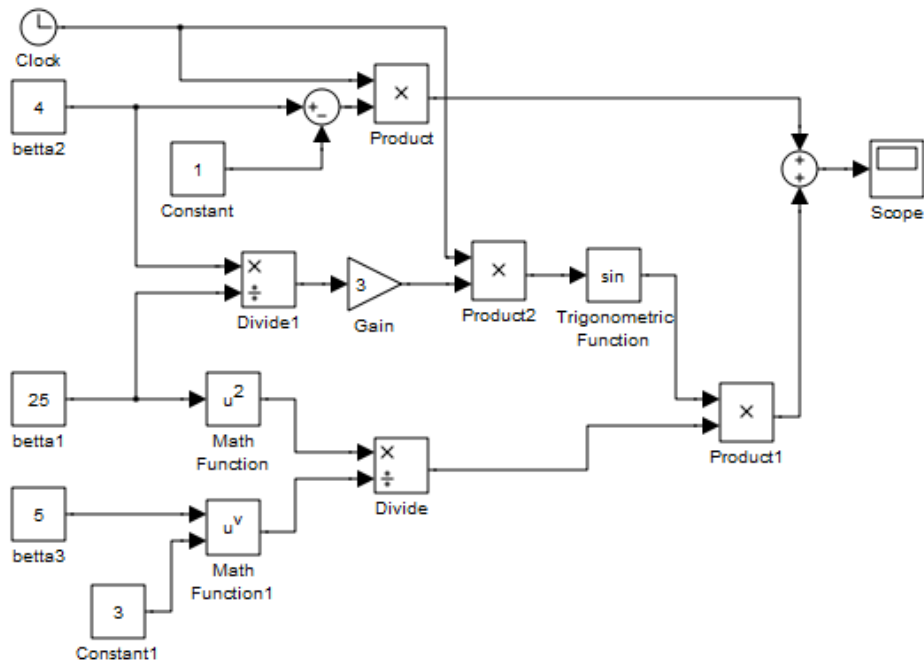 Clock
4
betta2
+
−
×
Product
1
Constant
+
+
Scope
×
÷
Divide1
3
Gain
×
Product2
sin
Trigonometric
Function
25
betta1
u²
Math
Function
×
÷
Divide
×
Product1
5
betta3
uᵛ
Math
Function1
3
Constant1